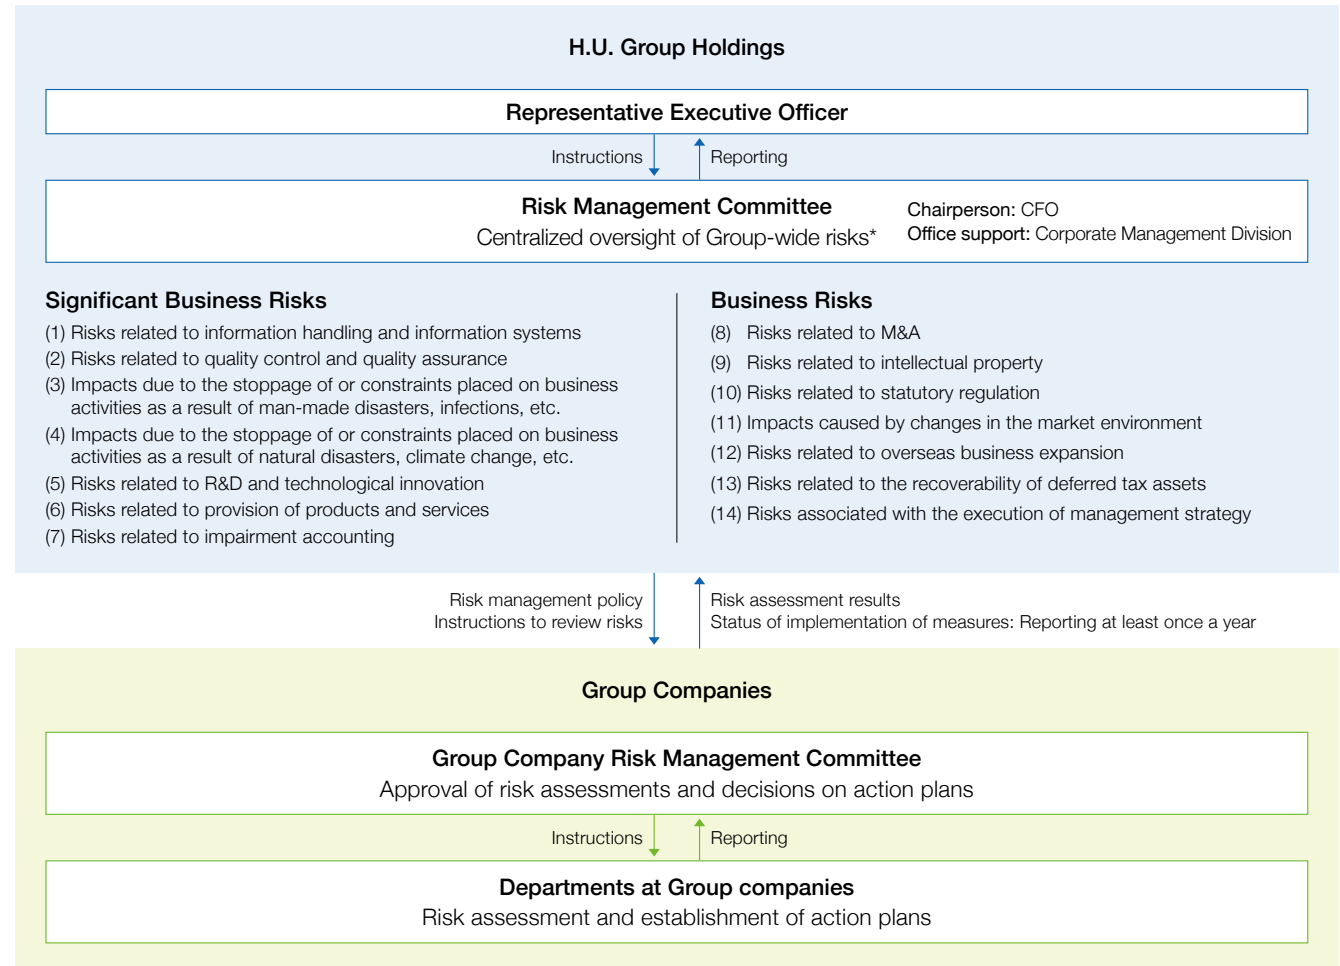 H.U. Group Holdings
Representative Executive Officer
Instructions
Reporting
Risk Management Committee
Centralized oversight of Group-wide risks*
Chairperson: CFO
Office support: Corporate Management Division
Significant Business Risks
(1) Risks related to information handling and information systems
(2) Risks related to quality control and quality assurance
(3) Impacts due to the stoppage of or constraints placed on business
activities as a result of man-made disasters, infections, etc.
(4) Impacts due to the stoppage of or constraints placed on business
activities as a result of natural disasters, climate change, etc.
(5) Risks related to R&D and technological innovation
(6) Risks related to provision of products and services
(7) Risks related to impairment accounting
Business Risks
(8) Risks related to M&A
(9) Risks related to intellectual property
(10) Risks related to statutory regulation
(11) Impacts caused by changes in the market environment
(12) Risks related to overseas business expansion
(13) Risks related to the recoverability of deferred tax assets
(14) Risks associated with the execution of management strategy
Risk management policy
Instructions to review risks
Risk assessment results
Status of implementation of measures: Reporting at least once a year
Group Companies
Group Company Risk Management Committee
Approval of risk assessments and decisions on action plans
Instructions
Reporting
Departments at Group companies
Risk assessment and establishment of action plans